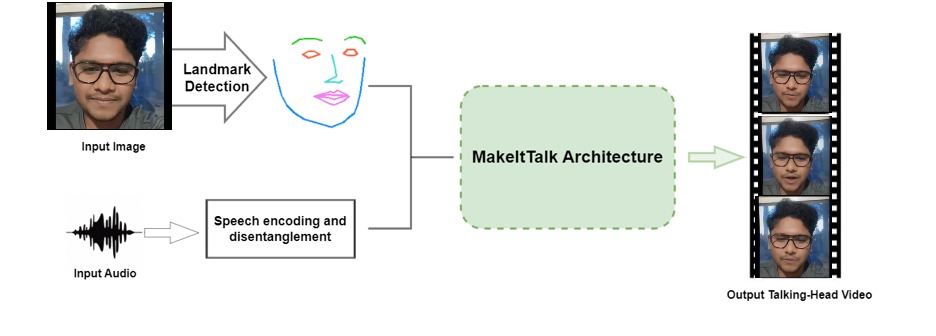 Landmark
Detection
Input Image
MakeItTalk Architecture
Speech encoding and
disentanglement
Input Audio
Output Talking-Head Video